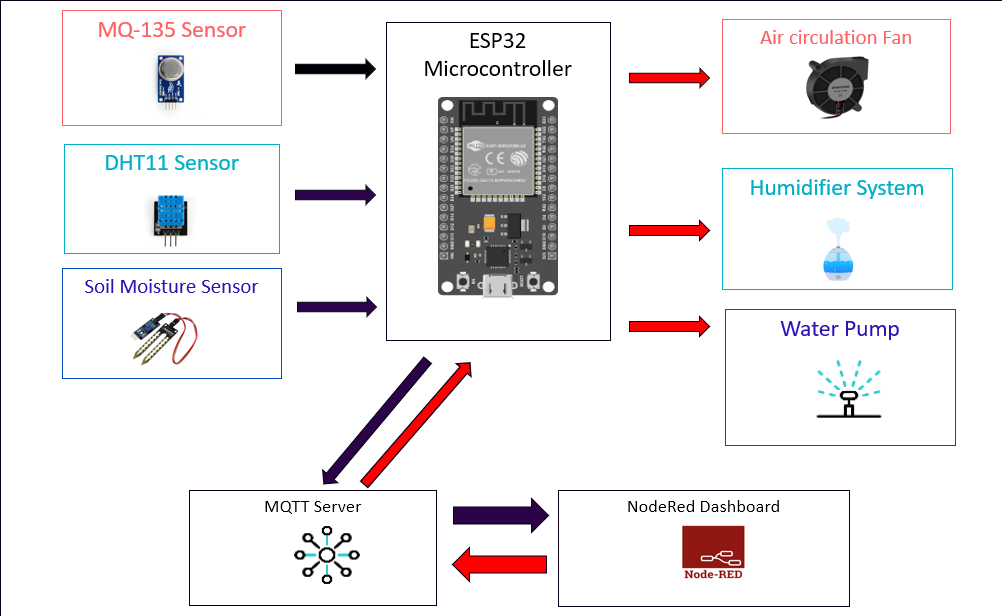 MQ-135 Sensor
DHT11 Sensor
Soil Moisture Sensor
ESP32
Microcontroller
Air circulation Fan
Humidifier System
Water Pump
MQTT Server
NodeRed Dashboard
Node-RED